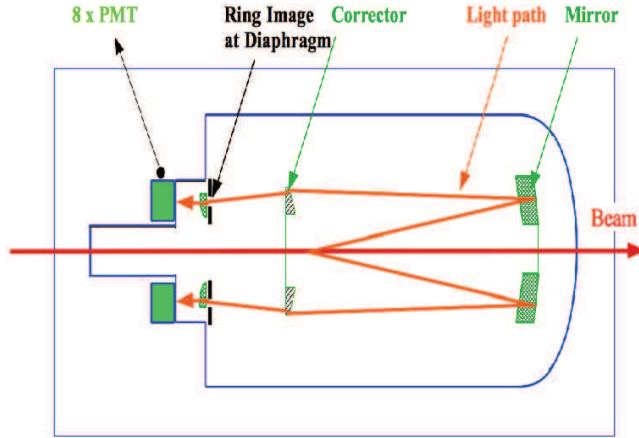 8 x PMT
Ring Image
at Diaphragm
Corrector
Light path
Mirror
Beam